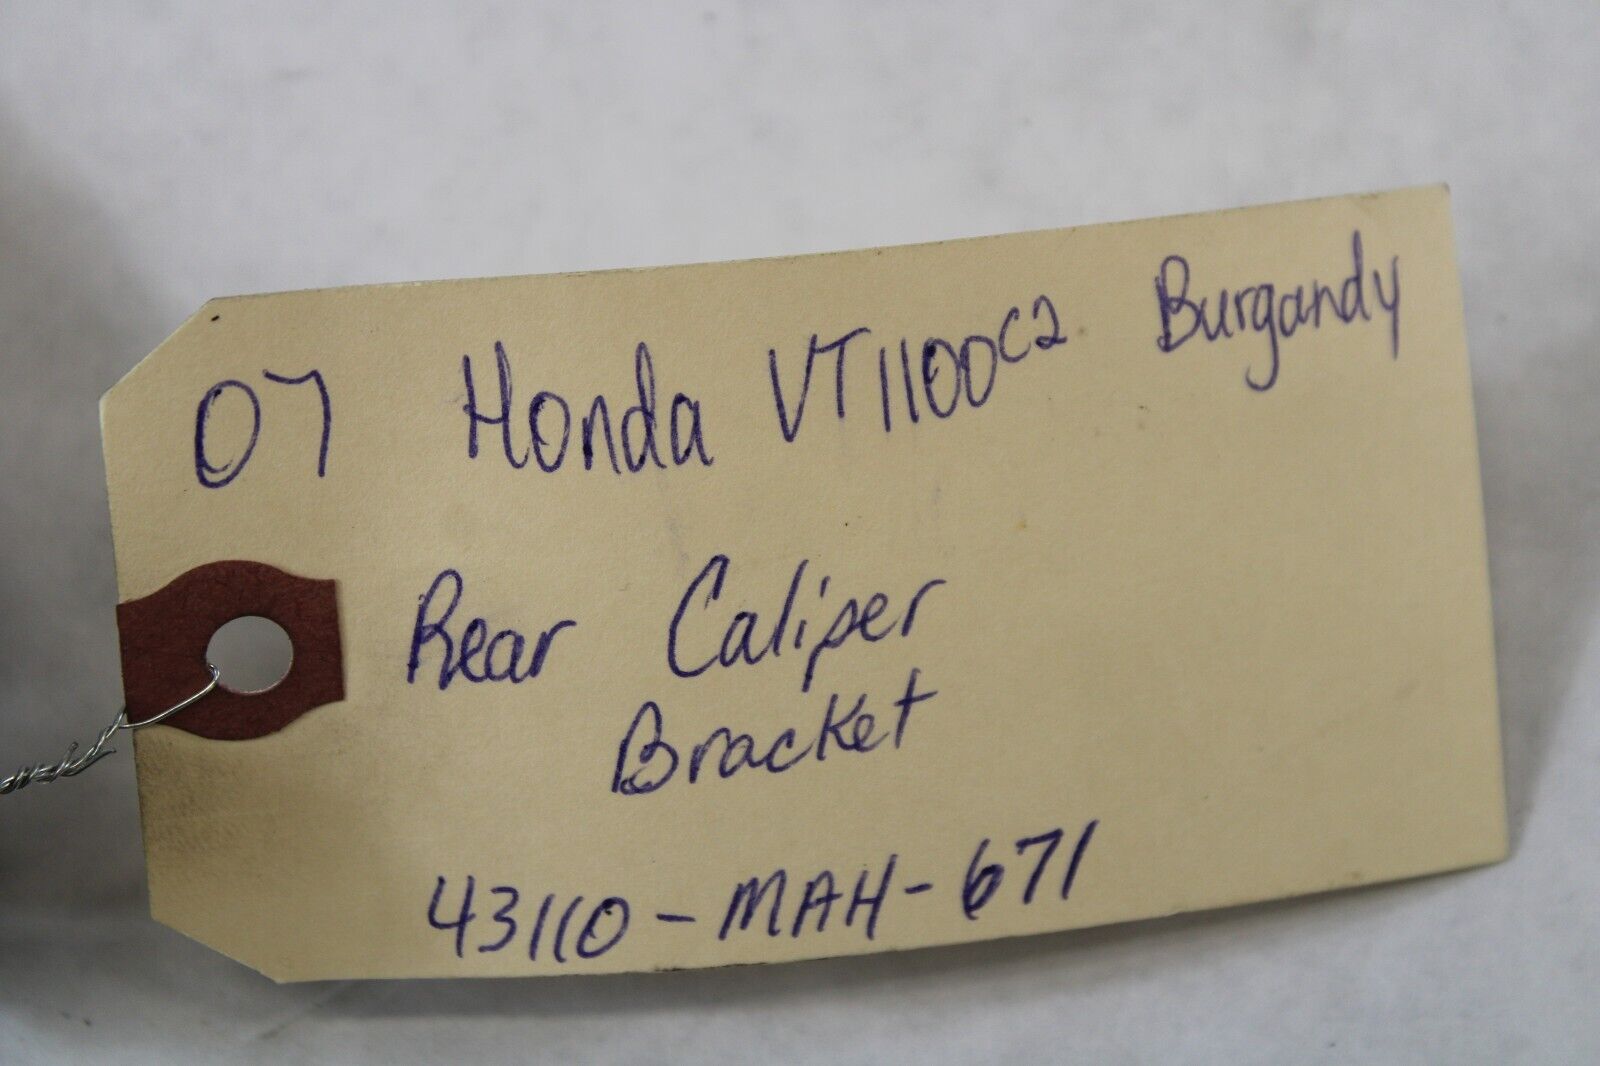 07 Honda VT1100C2 Burgandy
Rear Caliper
Bracket
43110-MAH-671